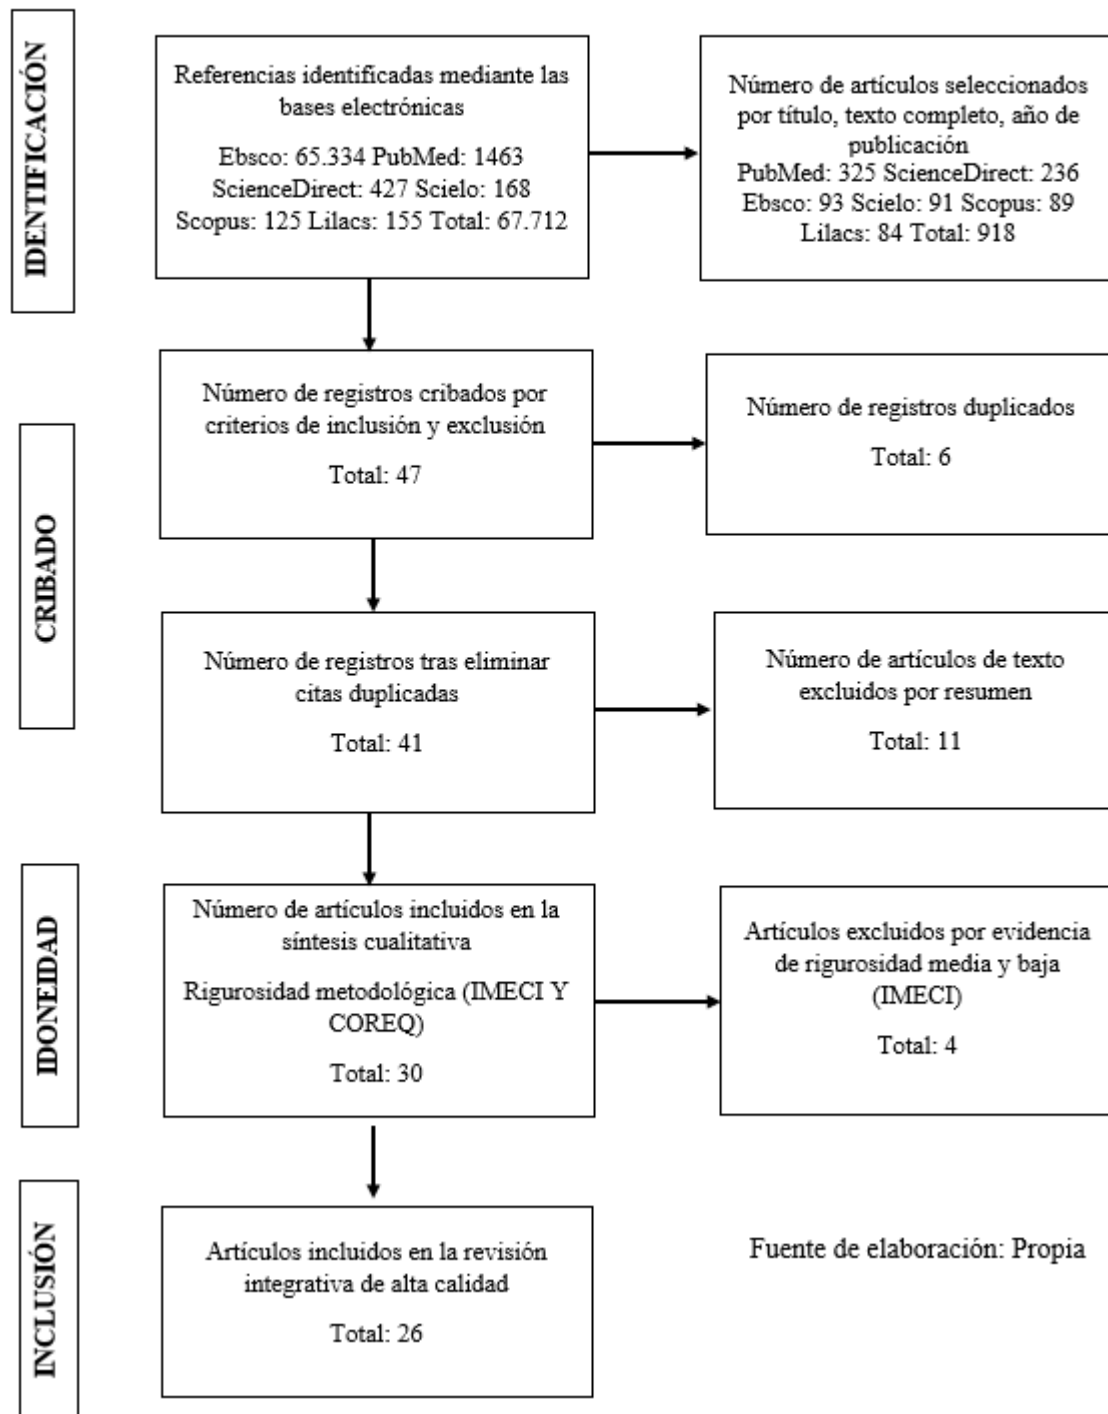 IDENTIFICACIÓN
Referencias identificadas mediante las
bases electrónicas
Ebsco: 65.334 PubMed: 1463
ScienceDirect: 427 Scielo: 168
Scopus: 125 Lilacs: 155 Total: 67.712
Número de artículos seleccionados
por título, texto completo, año de
publicación
PubMed: 325 ScienceDirect: 236
Ebsco: 93 Scielo: 91 Scopus: 89
Lilacs: 84 Total: 918
CRIBADO
Número de registros cribados por
criterios de inclusión y exclusión
Total: 47
Número de registros duplicados
Total: 6
Número de registros tras eliminar
citas duplicadas
Total: 41
Número de artículos de texto
excluidos por resumen
Total: 11
IDONEIDAD
Número de artículos incluidos en la
síntesis cualitativa
Rigurosidad metodológica (IMECI Y
COREQ)
Total: 30
Artículos excluidos por evidencia
de rigurosidad media y baja
(IMECI)
Total: 4
INCLUSIÓN
Artículos incluidos en la revisión
integrativa de alta calidad
Total: 26
Fuente de elaboración: Propia